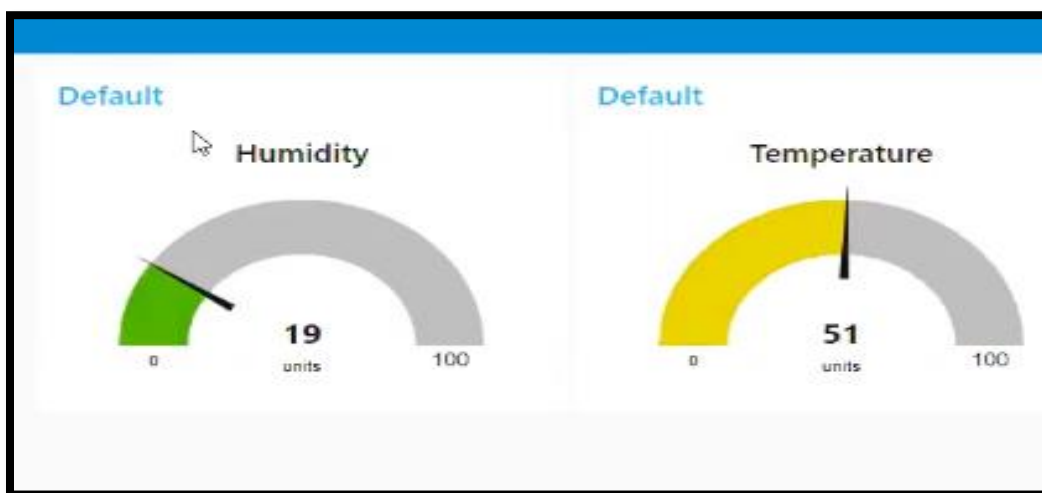 Default
Humidity
19
units
0
100
Default
Temperature
51
units
0
100